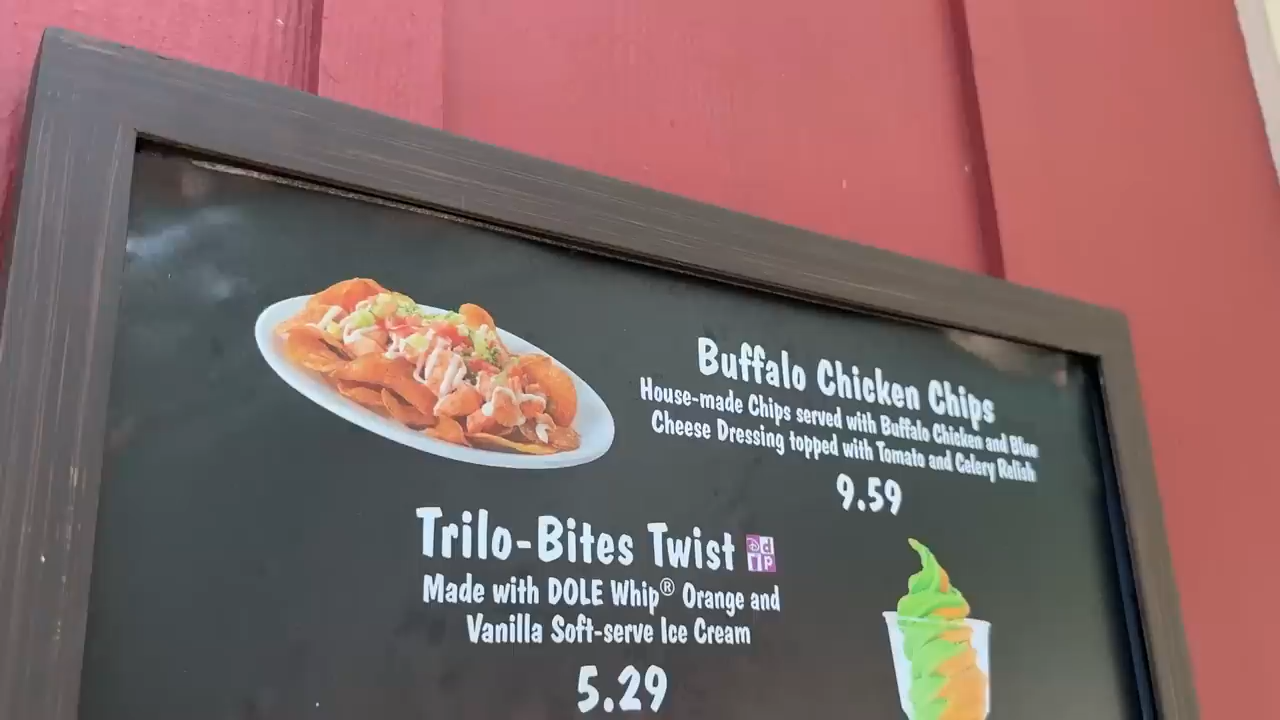 Buffalo Chicken Chips
House-made Chips served with Buffalo Chicken and Blue
Cheese Dressing topped with Tomato and Celery Relish
9.59
Trilo-Bites Twist
Made with DOLE Whip® Orange and
Vanilla Soft-serve Ice Cream
5.29